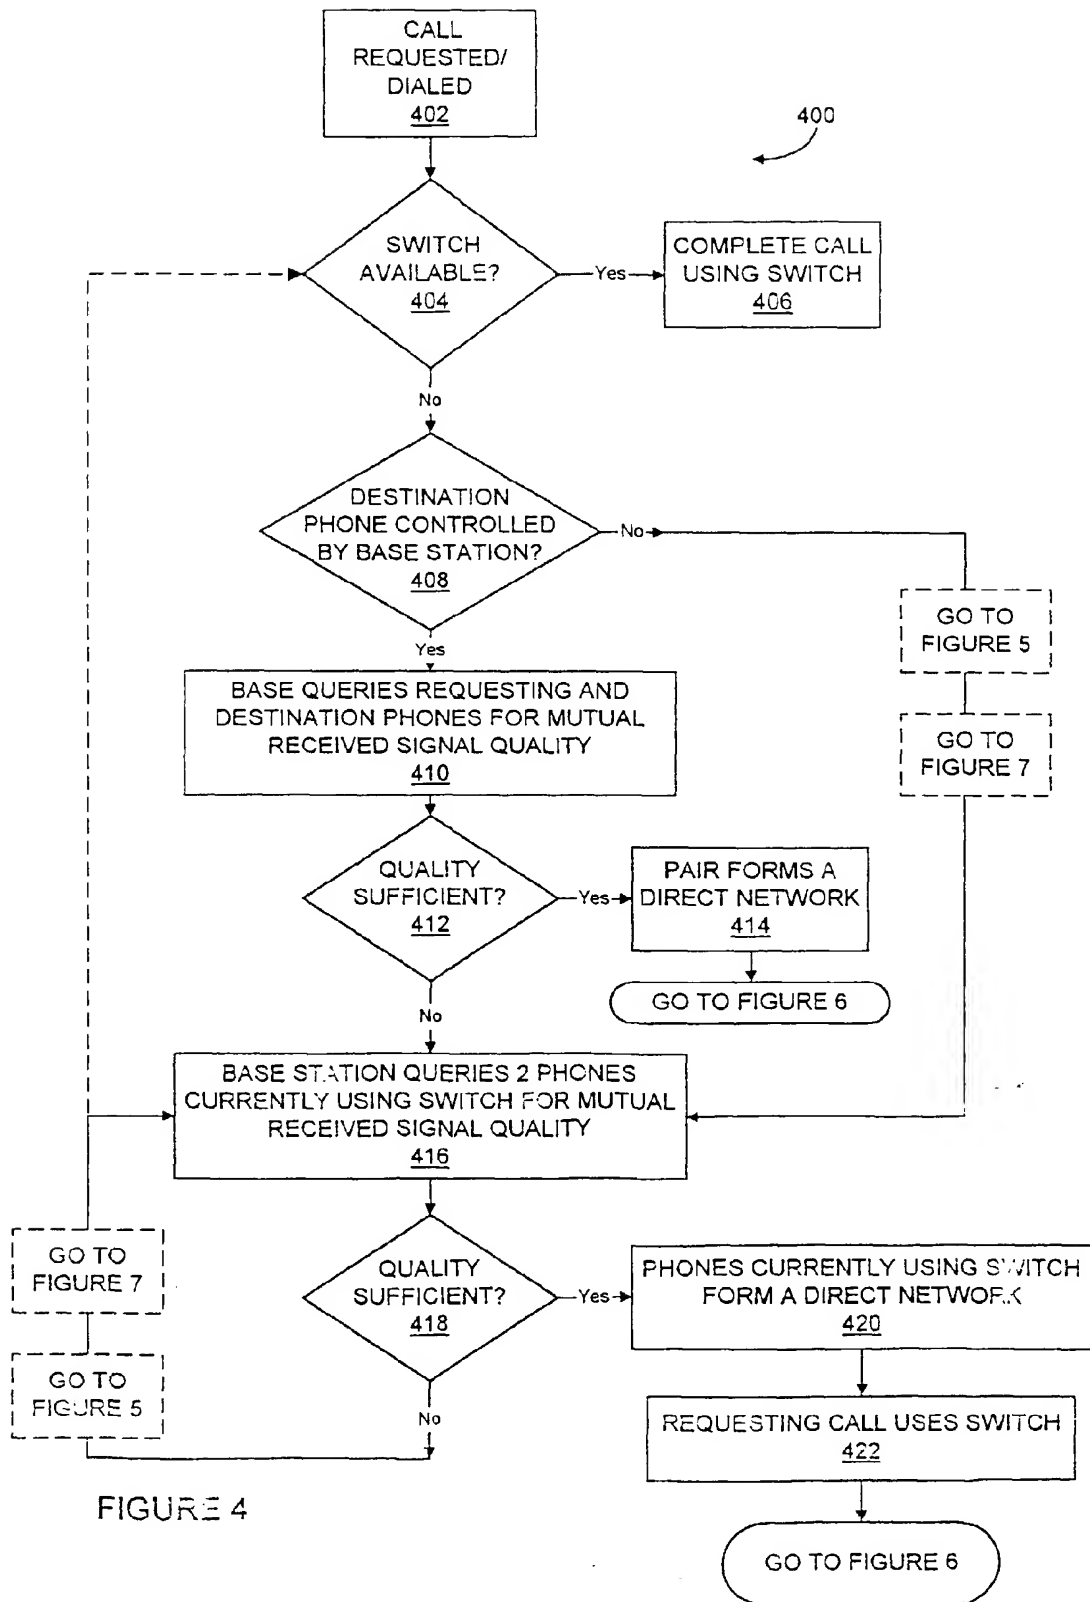 CALL
REQUESTED/
DIALED
402
400
SWITCH
AVAILABLE?
404
Yes
COMPLETE CALL
USING SWITCH
406
No
DESTINATION
PHONE CONTROLLED
BY BASE STATION?
408
No
GO TO
FIGURE 5
GO TO
FIGURE 7
Yes
BASE QUERIES REQUESTING AND
DESTINATION PHONES FOR MUTUAL
RECEIVED SIGNAL QUALITY
410
QUALITY
SUFFICIENT?
412
Yes
PAIR FORMS A
DIRECT NETWORK
414
GO TO FIGURE 6
No
BASE STATION QUERIES 2 PHONES
CURRENTLY USING SWITCH FOR MUTUAL
RECEIVED SIGNAL QUALITY
416
QUALITY
SUFFICIENT?
418
Yes
PHONES CURRENTLY USING SWITCH
FORM A DIRECT NETWORK
420
GO TO
FIGURE 7
GO TO
FIGURE 5
No
REQUESTING CALL USES SWITCH
422
GO TO FIGURE 6
FIGURE 4